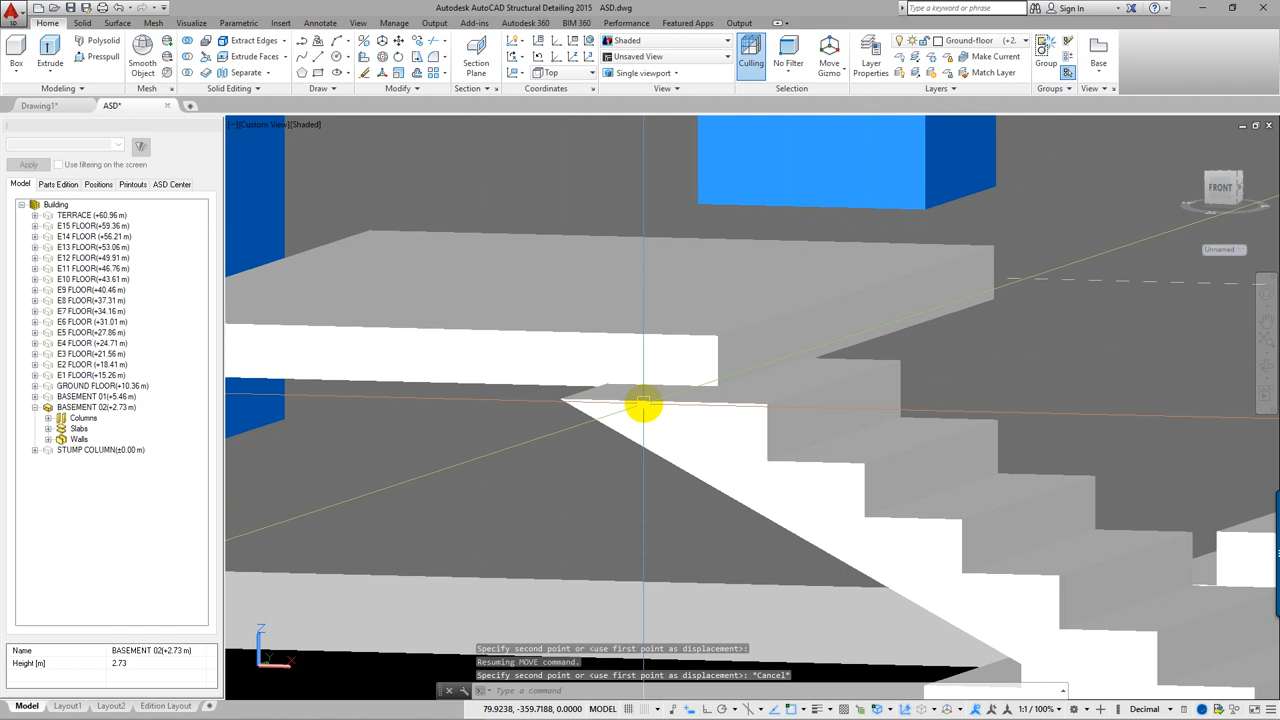 Autodesk AutoCAD Structural Detailing 2015   ASD.dwg
Type a keyword or phrase
Sign In
Home Solid Surface Mesh Visualize Parametric Insert Annotate View Manage Output Add-ins Autodesk 360 BIM 360 Performance Featured Apps Output
Box Extrude Polysolid Presspull
Smooth Object
Extract Edges
Extrude Faces
Separate
Section Plane
Top
Shaded
Unsaved View
Single viewport
Culling No Filter Move Gizmo
Layer Properties
Ground-floor (+2.
Make Current
Match Layer
Group Base
Modeling Mesh Solid Editing Draw Modify Section Coordinates View Selection Layers Groups View
Drawing1* ASD*
[−][Custom View][Shaded]
Apply Use filtering on the screen
Model Parts Edition Positions Printouts ASD Center
Building
TERRACE (+60.96 m)
E15 FLOOR(+59.36 m)
E14 FLOOR (+56.21 m)
E13 FLOOR(+53.06 m)
E12 FLOOR(+49.91 m)
E11 FLOOR(+46.76 m)
E10 FLOOR(+43.61 m)
E9 FLOOR(+40.46 m)
E8 FLOOR(+37.31 m)
E7 FLOOR(+34.16 m)
E6 FLOOR(+31.01 m)
E5 FLOOR(+27.86 m)
E4 FLOOR(+24.71 m)
E3 FLOOR(+21.56 m)
E2 FLOOR(+18.41 m)
E1 FLOOR(+15.26 m)
GROUND FLOOR(+10.36 m)
BASEMENT 01(+5.46 m)
BASEMENT 02(+2.73 m)
Columns
Slabs
Walls
STUMP COLUMN(±0.00 m)
FRONT
Unnamed
Name BASEMENT 02(+2.73 m)
Height [m] 2.73
Z
Y X
Specify second point or <use first point as displacement>:
Resuming MOVE command.
Specify second point or <use first point as displacement>: *Cancel*
Type a command
Model Layout1 Layout2 Edition Layout
79.9238, -359.7188, 0.0000 MODEL
1:1 / 100%
Decimal